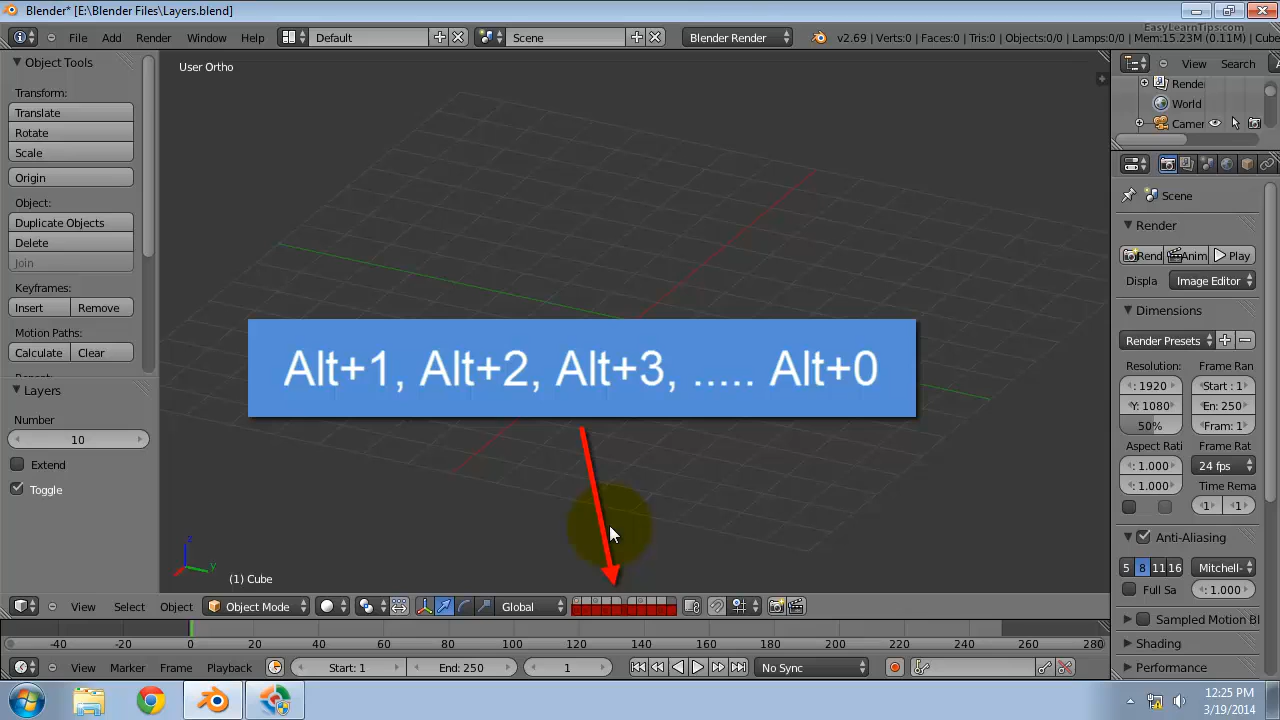 Blender* [E:\Blender Files\Layers.blend]
EasyLearnTips.com
File Add Render Window Help Default Scene Blender Render v2.69 | Verts:0 | Faces:0 | Tris:0 | Objects:0/0 | Lamps:0/0 | Mem:15.23M (0.11M) | Cube
Object Tools
User Ortho
View Search
Transform:
Translate
Rotate
Scale
Origin
Object:
Duplicate Objects
Delete
Join
Keyframes:
Insert Remove
Motion Paths:
Calculate Clear
Layers
Number
10
Extend
Toggle
Alt+1, Alt+2, Alt+3, ..... Alt+0
z
y
(1) Cube
Render
World
Camer
Scene
Render
Rend Anim Play
Displa Image Editor
Dimensions
Render Presets
Resolution: Frame Ran
: 1920 Start : 1
Y: 1080 En: 250
50% Fram: 1
Aspect Rati Frame Rat
: 1.000 24 fps
: 1.000 Time Rema
1 1
Anti-Aliasing
5 8 11 16 Mitchell-
Full Sa : 1.000
Sampled Motion Bl
Shading
Performance
View Select Object Object Mode Global
-40 -20 0 20 40 60 80 100 120 140 160 180 200 220 240 260 280
View Marker Frame Playback Start: 1 End: 250 1 No Sync
12:25 PM
3/19/2014